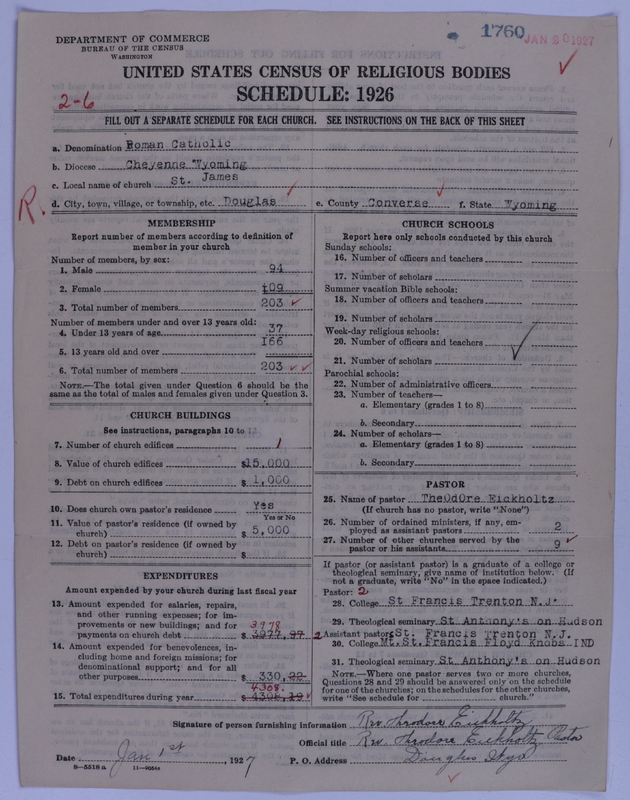 1760 JAN 20 1927
DEPARTMENT OF COMMERCE
BUREAU OF THE CENSUS
WASHINGTON
UNITED STATES CENSUS OF RELIGIOUS BODIES
SCHEDULE: 1926
2-6
FILL OUT A SEPARATE SCHEDULE FOR EACH CHURCH. SEE INSTRUCTIONS ON THE BACK OF THIS SHEET
a. Denomination Roman Catholic
b. Diocese Cheyenne Wyoming
c. Local name of church St. James
d. City, town, village, or township, etc. Douglas e. County Converse f. State Wyoming
R.
MEMBERSHIP
Report number of members according to definition of
member in your church
Number of members, by sex:
1. Male 94
2. Female 109
3. Total number of members 203
Number of members under and over 13 years old:
4. Under 13 years of age 37
5. 13 years old and over 166
6. Total number of members 203
NOTE.—The total given under Question 6 should be the
same as the total of males and females given under Question 3.
CHURCH BUILDINGS
See instructions, paragraphs 10 to 12
7. Number of church edifices 1
8. Value of church edifices $15,000
9. Debt on church edifices $ 1,000
10. Does church own pastor's residence Yes
Yes or No
11. Value of pastor's residence (if owned by
church) $ 5,000
12. Debt on pastor's residence (if owned by
church) $
EXPENDITURES
Amount expended by your church during last fiscal year
13. Amount expended for salaries, repairs,
and other running expenses; for im-
provements or new buildings; and for 3978
payments on church debt $ 3977,97
14. Amount expended for benevolences, in-
cluding home and foreign missions; for
denominational support; and for all
other purposes $ 330,22
4308.
15. Total expenditures during year $
CHURCH SCHOOLS
Report here only schools conducted by this church
Sunday schools:
16. Number of officers and teachers
17. Number of scholars
Summer vacation Bible schools:
18. Number of officers and teachers
19. Number of scholars
Week-day religious schools:
20. Number of officers and teachers
21. Number of scholars
Parochial schools:
22. Number of administrative officers
23. Number of teachers—
a. Elementary (grades 1 to 8)
b. Secondary
24. Number of scholars—
a. Elementary (grades 1 to 8)
b. Secondary
PASTOR
25. Name of pastor TheOdOre Eickholtz
(If church has no pastor, write "None")
26. Number of ordained ministers, if any, em-
ployed as assistant pastors 2
27. Number of other churches served by the
pastor or his assistants 9
If pastor (or assistant pastor) is a graduate of a college or
theological seminary, give name of institution below. (If
not a graduate, write "No" in the space indicated.)
Pastor: 2
28. College St Francis Trenton N.J.
29. Theological seminary St Anthony's on Hudson
2 Assistant pastor: St. Francis Trenton N.J.
30. College Mt. St.Francis Floyd Knobs IND
31. Theological seminary St Anthony's on Hudson
NOTE.—Where one pastor serves two or more churches,
Questions 28 and 29 should be answered only on the schedule
for one of the churches; on the schedules for the other churches,
write "See schedule for ........ church."
Signature of person furnishing information Rev Theodore Eickholtz
Official title Rev. Theodore Eickholtz Pastor
Date Jan 1st, 1927 P. O. Address Douglas Wyo
8—5518 a